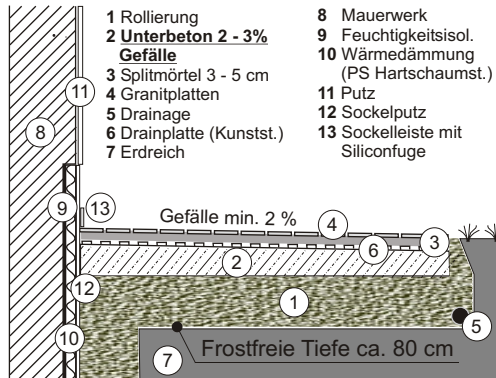 1 Rollierung
2 Unterbeton 2 - 3%
Gefälle
3 Splitmörtel 3 - 5 cm
4 Granitplatten
5 Drainage
6 Drainplatte (Kunstst.)
7 Erdreich
8 Mauerwerk
9 Feuchtigkeitsisol.
10 Wärmedämmung
(PS Hartschaumst.)
11 Putz
12 Sockelputz
13 Sockelleiste mit
Siliconfuge
11
8
9
13
Gefälle min. 2 %
4
6
3
2
12
1
5
10
7
Frostfreie Tiefe ca. 80 cm